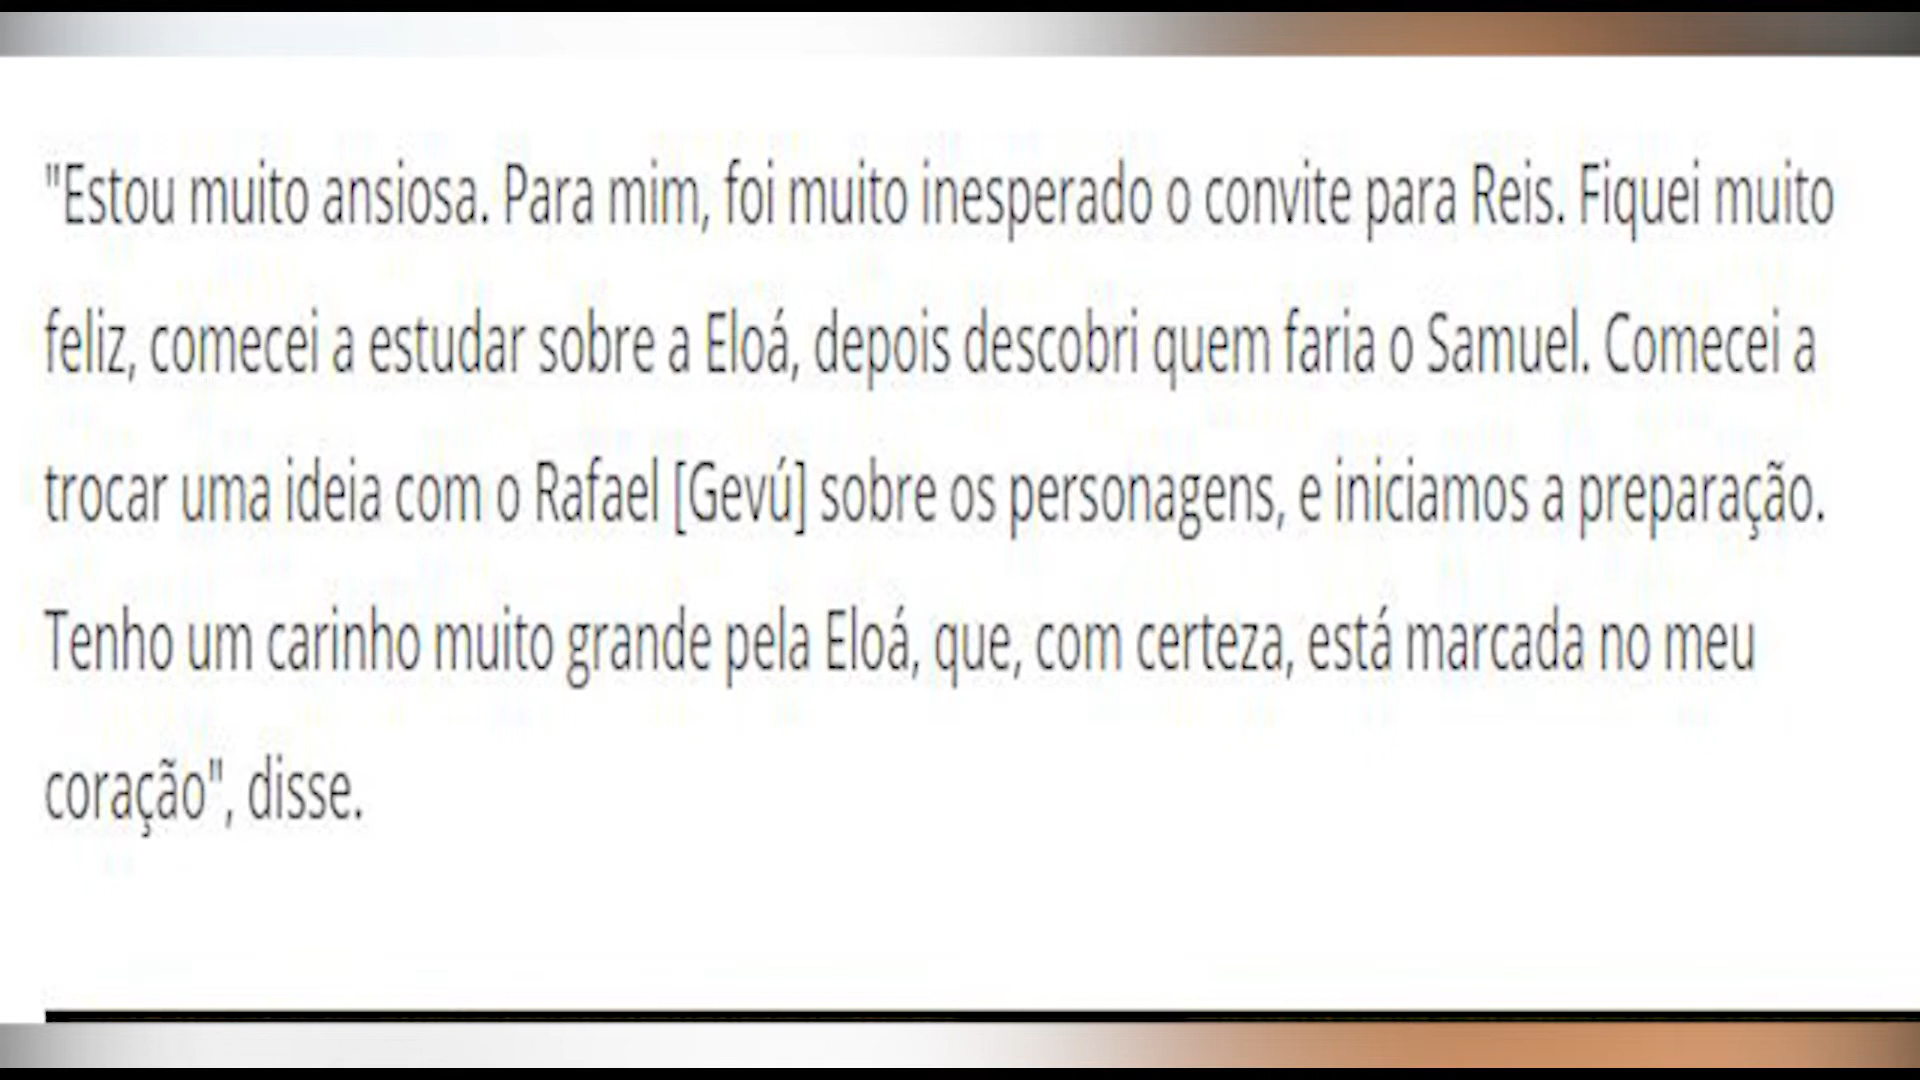 "Estou muito ansiosa. Para mim, foi muito inesperado o convite para Reis. Fiquei muito
feliz, comecei a estudar sobre a Eloá, depois descobri quem faria o Samuel. Comecei a
trocar uma ideia com o Rafael [Gevú] sobre os personagens, e iniciamos a preparação.
Tenho um carinho muito grande pela Eloá, que, com certeza, está marcada no meu
coração", disse.